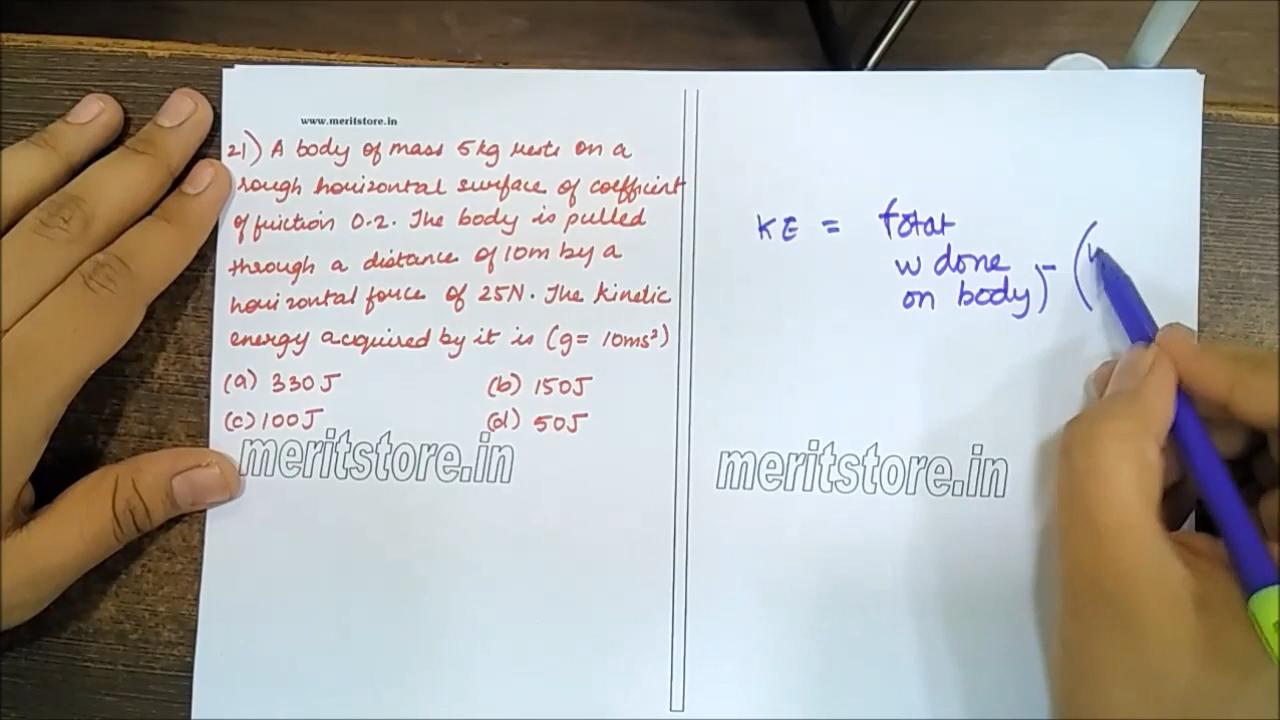 www.meritstore.in
21) A body of mass 5kg rests on a
rough horizontal surface of coefficient
of friction 0.2. The body is pulled
through a distance of 10m by a
horizontal force of 25N. The kinetic
energy acquired by it is (g= 10ms²)
(a) 330J (b) 150J
(c) 100J (d) 50J
meritstore.in
KE = total
w done
on body) - (
meritstore.in